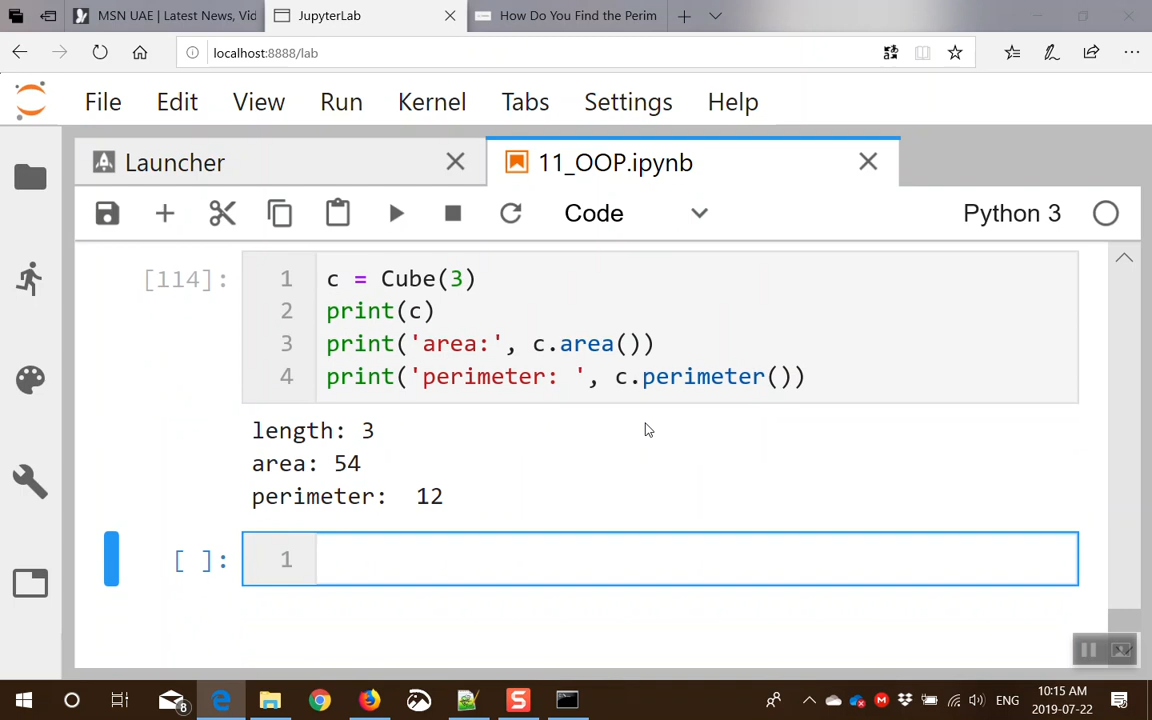 MSN UAE | Latest News, Vid
JupyterLab
How Do You Find the Perim
localhost:8888/lab
File Edit View Run Kernel Tabs Settings Help
Launcher
11_OOP.ipynb
Code
Python 3
[114]:
1 c = Cube(3)
2 print(c)
3 print('area:', c.area())
4 print('perimeter: ', c.perimeter())
length: 3
area: 54
perimeter:  12
[ ]: 1
8
S
M
ENG
10:15 AM
2019-07-22